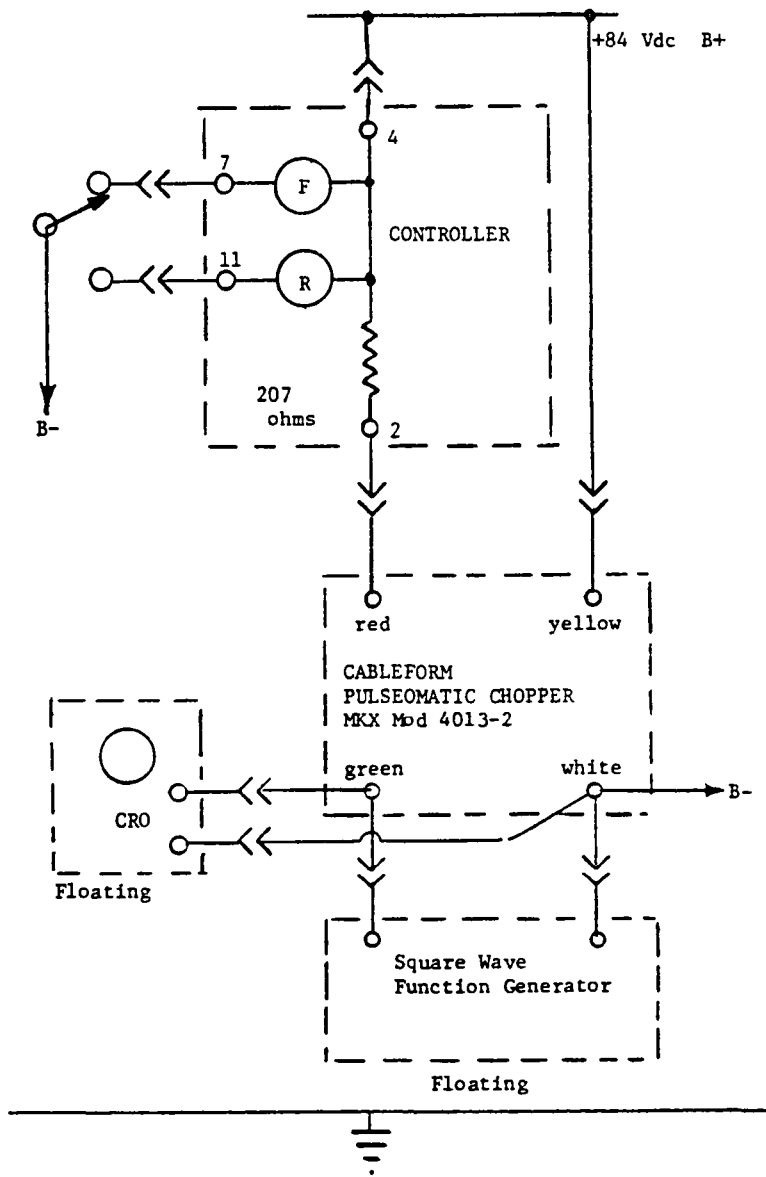 +84 Vdc B+
4
7
F
CONTROLLER
11
R
207
ohms
2
B-
red
yellow
CABLEFORM
PULSEOMATIC CHOPPER
MKX Mod 4013-2
green
white
B-
CRO
Floating
Square Wave
Function Generator
Floating